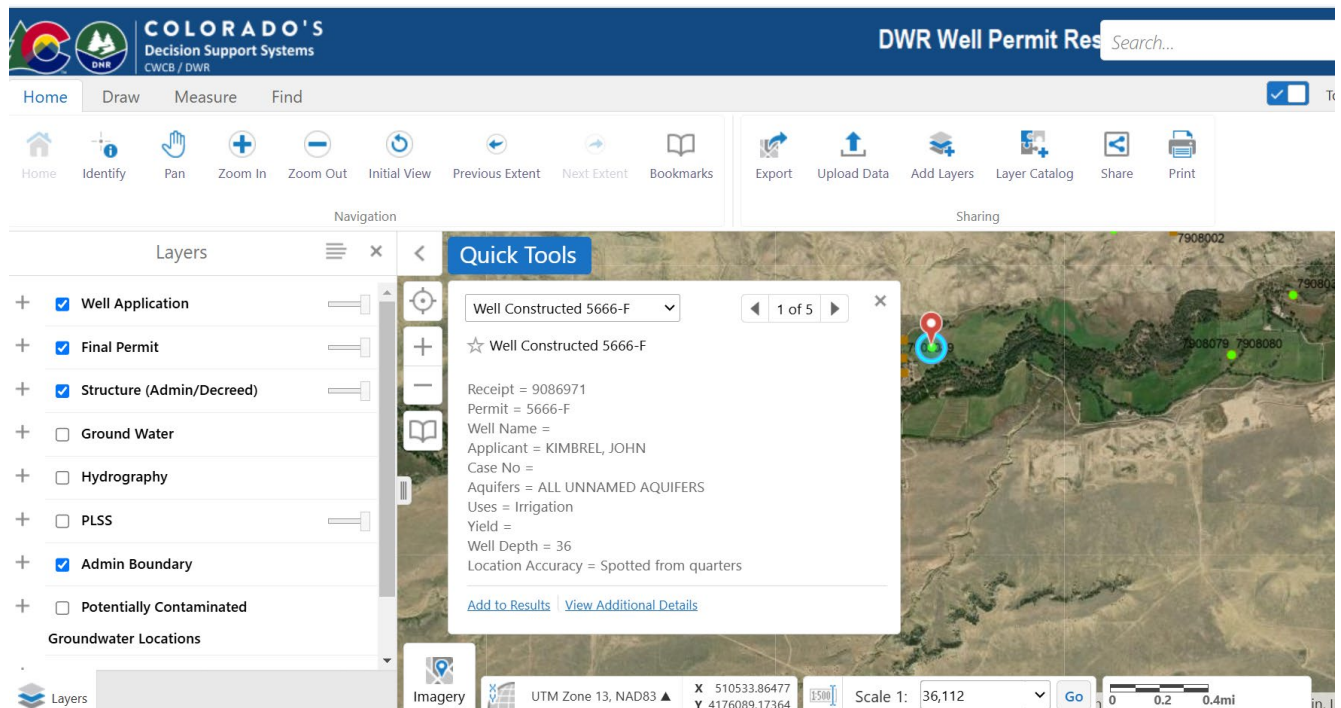 COLORADO'S
Decision Support Systems
CWCB / DWR
DNR
DWR Well Permit Res
Search...
Home Draw Measure Find
Home Identify Pan Zoom In Zoom Out Initial View Previous Extent Next Extent Bookmarks
Export Upload Data Add Layers Layer Catalog Share Print
Navigation
Sharing
Layers
Well Application
Final Permit
Structure (Admin/Decreed)
Ground Water
Hydrography
PLSS
Admin Boundary
Potentially Contaminated
Groundwater Locations
Layers
Quick Tools
Well Constructed 5666-F
1 of 5
Well Constructed 5666-F
Receipt = 9086971
Permit = 5666-F
Well Name =
Applicant = KIMBREL, JOHN
Case No =
Aquifers = ALL UNNAMED AQUIFERS
Uses = Irrigation
Yield =
Well Depth = 36
Location Accuracy = Spotted from quarters
Add to Results View Additional Details
7908002
7908079 7908080
Imagery
UTM Zone 13, NAD83
X 510533.86477
Y 4176089.17364
1500
Scale 1: 36,112
Go
0 0.2 0.4mi